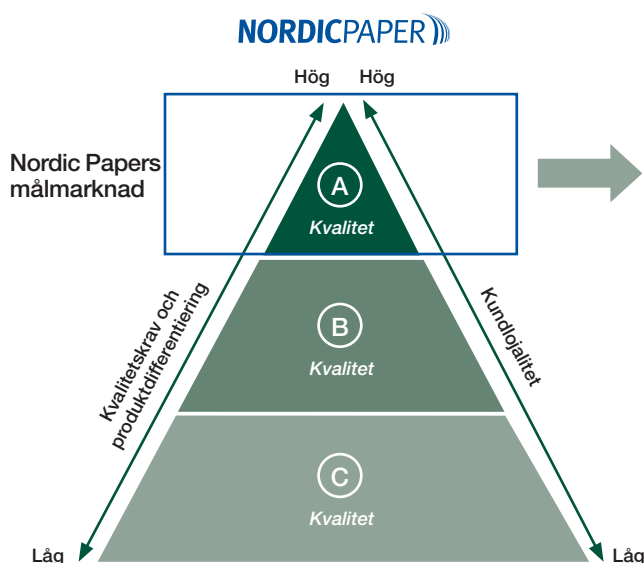 NORDICPAPER
Hög Hög
Nordic Papers
målmarknad
A
Kvalitet
Kvalitetskrav och
produktdifferentiering
Kundlojalitet
B
Kvalitet
C
Kvalitet
Låg Låg